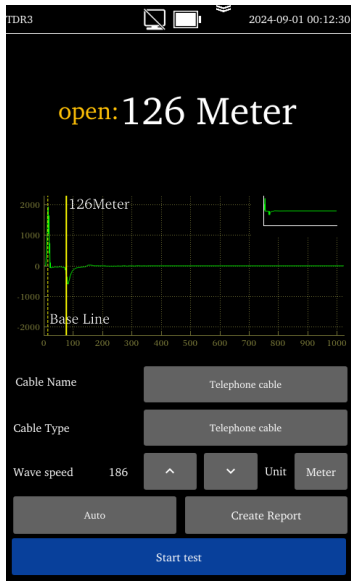 TDR3 2024-09-01 00:12:30
open:126 Meter
126Meter
2000
1000
0
-1000
-2000
Base Line
0 100 200 300 400 500 600 700 800 900 1000
Cable Name Telephone cable
Cable Type Telephone cable
Wave speed 186 Unit Meter
Auto Create Report
Start test